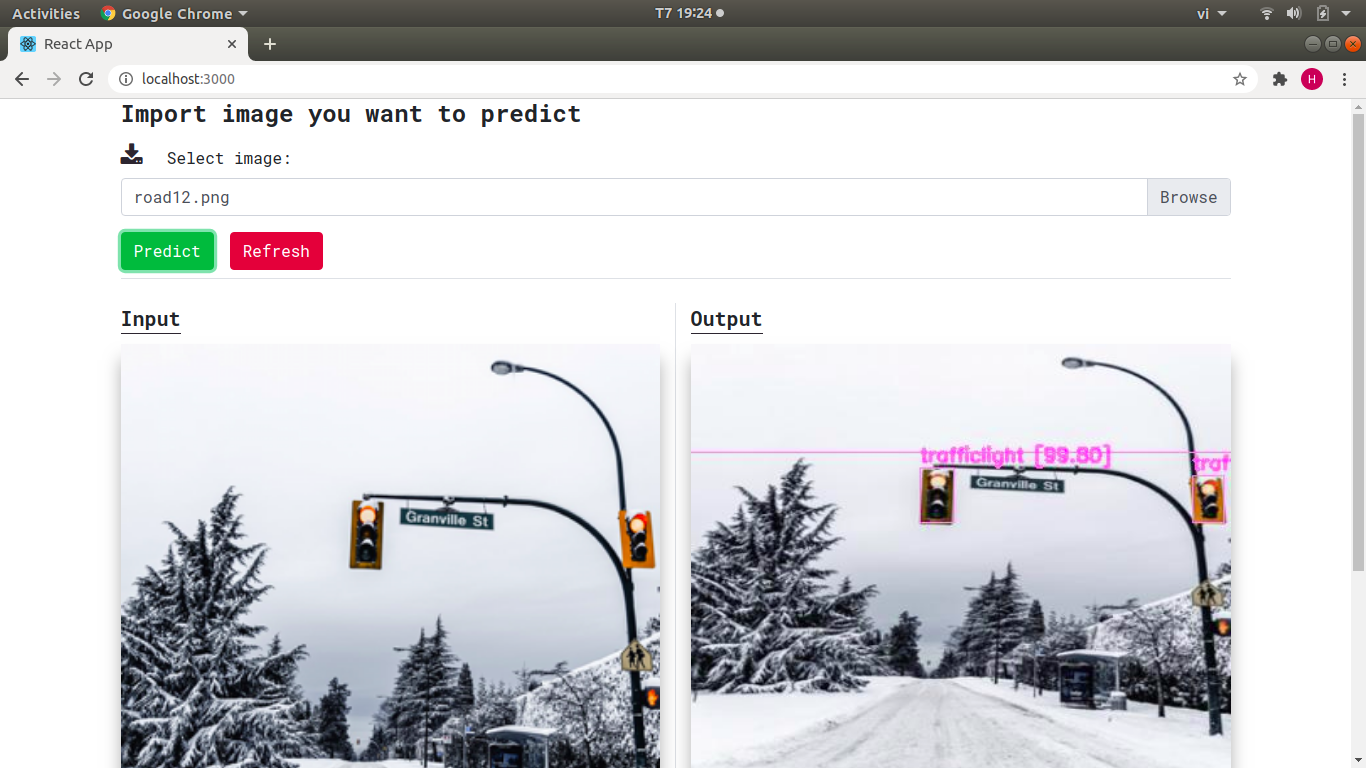 Activities Google Chrome T7 19:24 vi
React App
localhost:3000 H
Import image you want to predict
Select image:
road12.png Browse
Predict Refresh
Input Output
Granville St
trafficlight [99.80] traf
Granville St